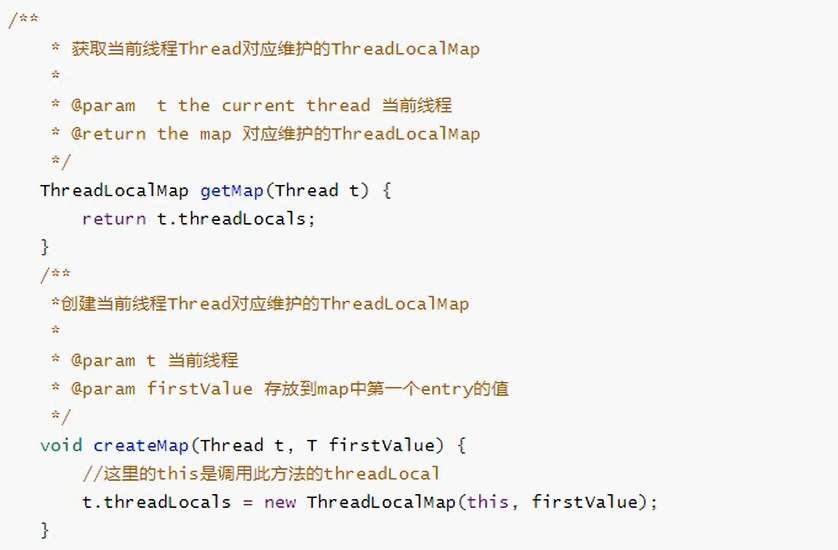 /**
 * 获取当前线程Thread对应维护的ThreadLocalMap
 *
 * @param  t the current thread 当前线程
 * @return the map 对应维护的ThreadLocalMap
 */
ThreadLocalMap getMap(Thread t) {
    return t.threadLocals;
}
/**
 *创建当前线程Thread对应维护的ThreadLocalMap
 *
 * @param t 当前线程
 * @param firstValue 存放到map中第一个entry的值
 */
void createMap(Thread t, T firstValue) {
    //这里的this是调用此方法的threadLocal
    t.threadLocals = new ThreadLocalMap(this, firstValue);
}